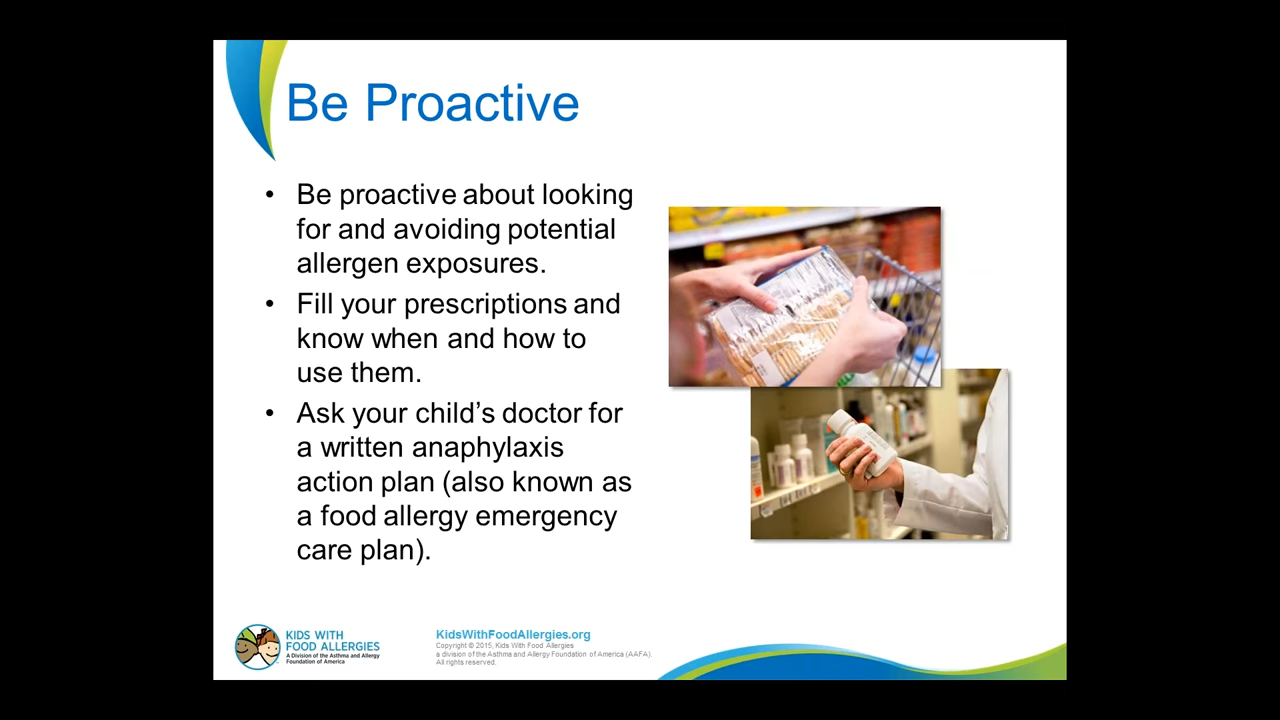 Be Proactive
• Be proactive about looking
for and avoiding potential
allergen exposures.
• Fill your prescriptions and
know when and how to
use them.
• Ask your child’s doctor for
a written anaphylaxis
action plan (also known as
a food allergy emergency
care plan).
KIDS WITH
FOOD ALLERGIES
A Division of the Asthma and Allergy
Foundation of America
KidsWithFoodAllergies.org
Copyright © 2015, Kids With Food Allergies
a division of the Asthma and Allergy Foundation of America (AAFA).
All rights reserved.